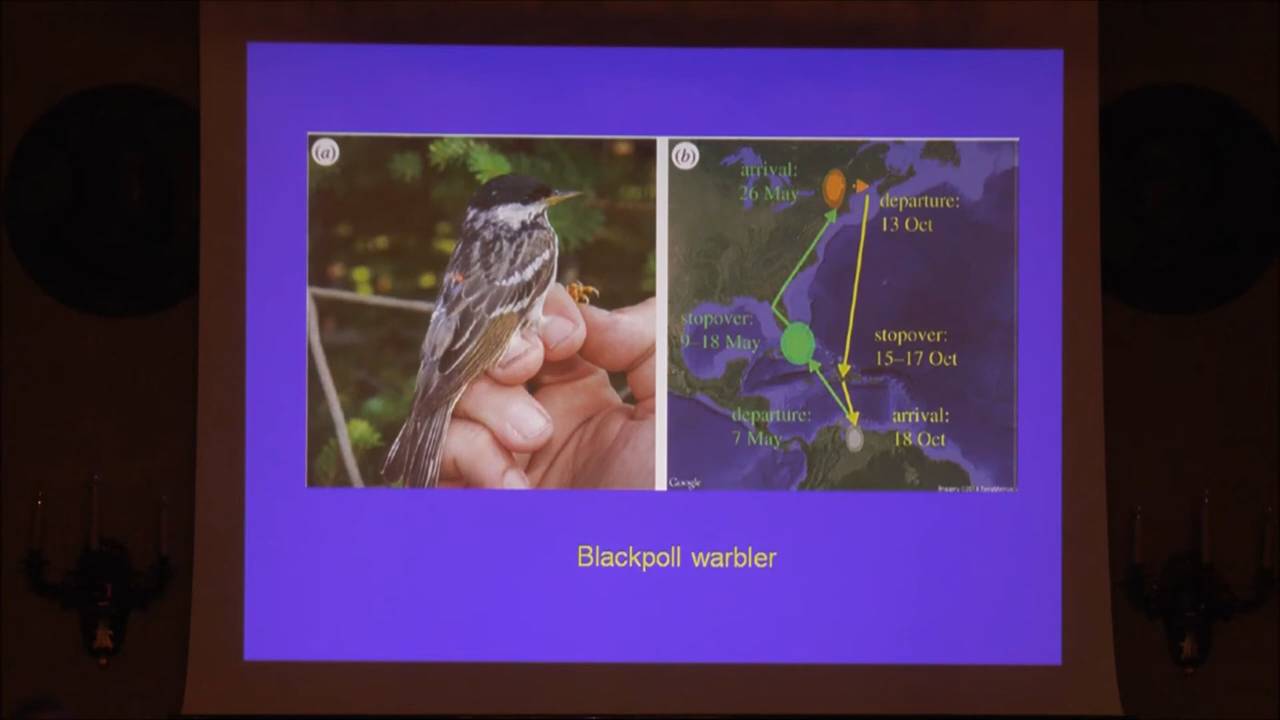 (a)
(b)
arrival:
26 May
departure:
13 Oct
stopover:
9–18 May
stopover:
15–17 Oct
departure:
7 May
arrival:
18 Oct
Google
Blackpoll warbler